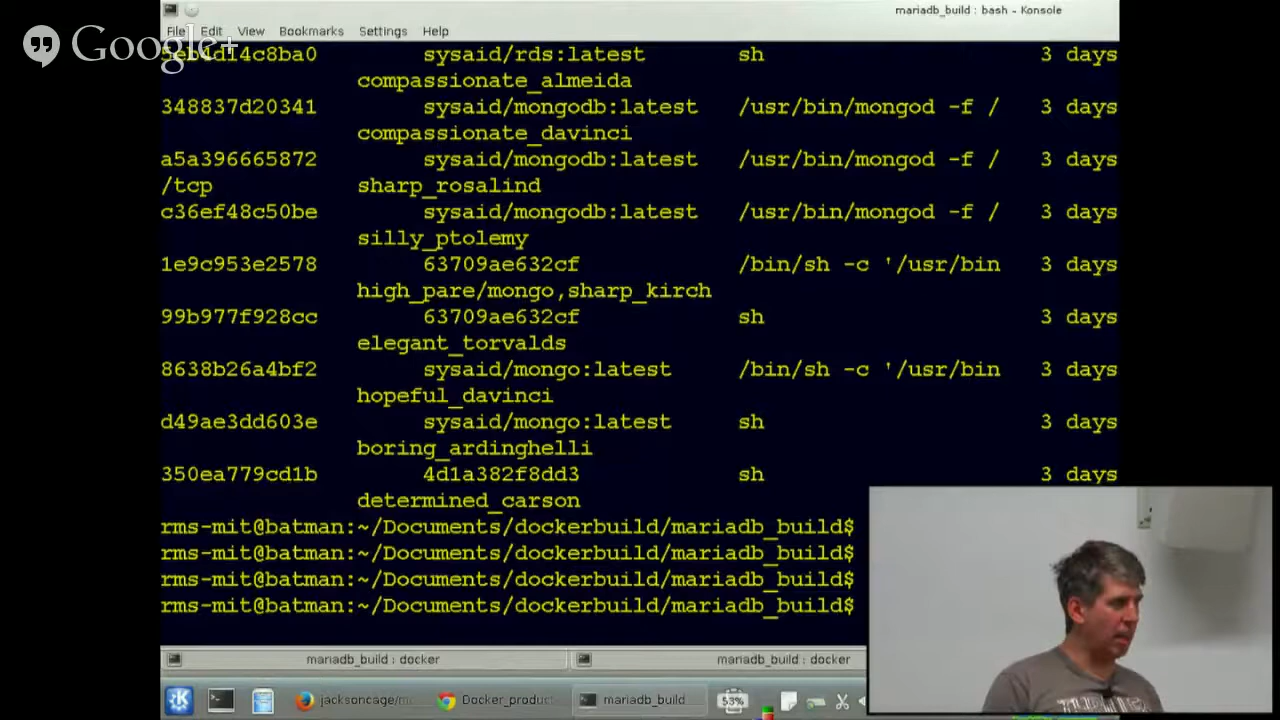 mariadb_build : bash - Konsole
Google+
File Edit View Bookmarks Settings Help
5eb4d14c8ba0 sysaid/rds:latest sh 3 days
compassionate_almeida
348837d20341 sysaid/mongodb:latest /usr/bin/mongod -f / 3 days
compassionate_davinci
a5a396665872 sysaid/mongodb:latest /usr/bin/mongod -f / 3 days
/tcp sharp_rosalind
c36ef48c50be sysaid/mongodb:latest /usr/bin/mongod -f / 3 days
silly_ptolemy
1e9c953e2578 63709ae632cf /bin/sh -c '/usr/bin 3 days
high_pare/mongo,sharp_kirch
99b977f928cc 63709ae632cf sh 3 days
elegant_torvalds
8638b26a4bf2 sysaid/mongo:latest /bin/sh -c '/usr/bin 3 days
hopeful_davinci
d49ae3dd603e sysaid/mongo:latest sh 3 days
boring_ardinghelli
350ea779cd1b 4d1a382f8dd3 sh 3 days
determined_carson
rms-mit@batman:~/Documents/dockerbuild/mariadb_build$
rms-mit@batman:~/Documents/dockerbuild/mariadb_build$
rms-mit@batman:~/Documents/dockerbuild/mariadb_build$
rms-mit@batman:~/Documents/dockerbuild/mariadb_build$
mariadb_build : docker mariadb_build : docker
jacksoncage/m Docker_product mariadb_build 53%